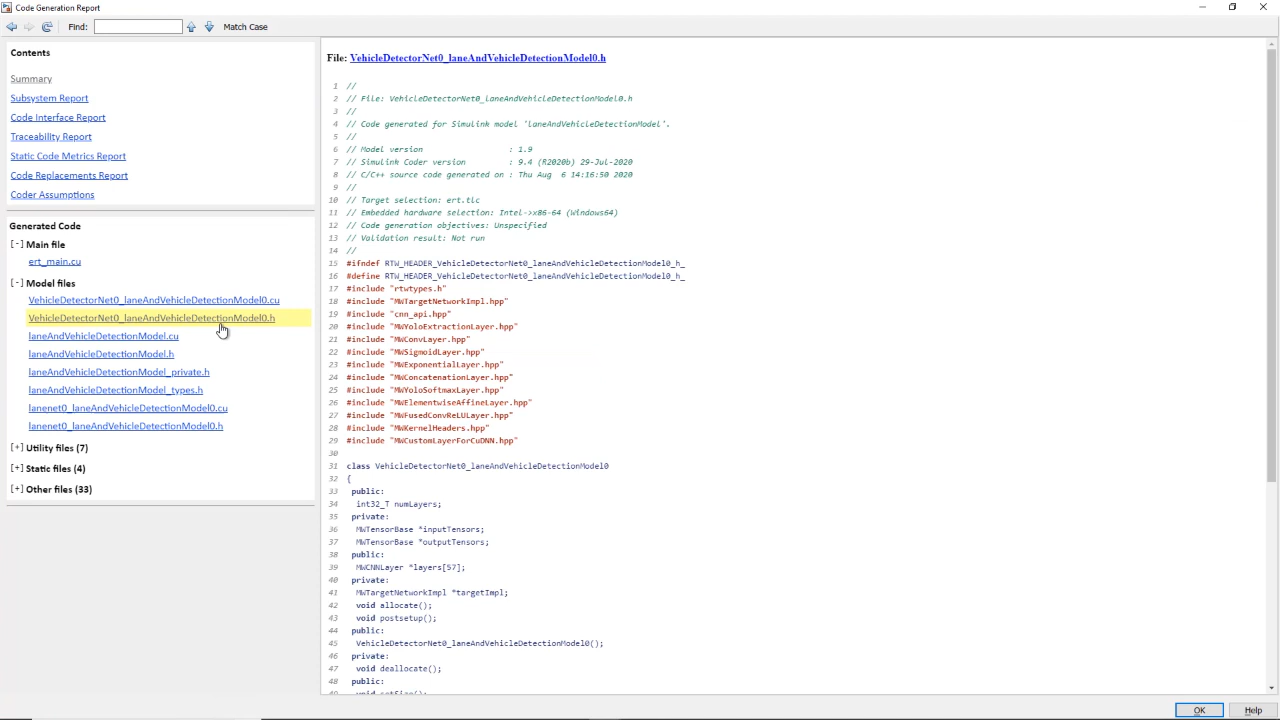 Code Generation Report
Find:
Match Case
Contents
Summary
Subsystem Report
Code Interface Report
Traceability Report
Static Code Metrics Report
Code Replacements Report
Coder Assumptions
Generated Code
[-] Main file
ert_main.cu
[-] Model files
VehicleDetectorNet0_laneAndVehicleDetectionModel0.cu
VehicleDetectorNet0_laneAndVehicleDetectionModel0.h
laneAndVehicleDetectionModel.cu
laneAndVehicleDetectionModel.h
laneAndVehicleDetectionModel_private.h
laneAndVehicleDetectionModel_types.h
lanenet0_laneAndVehicleDetectionModel0.cu
lanenet0_laneAndVehicleDetectionModel0.h
[+] Utility files (7)
[+] Static files (4)
[+] Other files (33)
File: VehicleDetectorNet0_laneAndVehicleDetectionModel0.h
1 //
2 // File: VehicleDetectorNet0_laneAndVehicleDetectionModel0.h
3 //
4 // Code generated for Simulink model 'laneAndVehicleDetectionModel'.
5 //
6 // Model version : 1.9
7 // Simulink Coder version : 9.4 (R2020b) 29-Jul-2020
8 // C/C++ source code generated on : Thu Aug 6 14:16:50 2020
9 //
10 // Target selection: ert.tlc
11 // Embedded hardware selection: Intel->x86-64 (Windows64)
12 // Code generation objectives: Unspecified
13 // Validation result: Not run
14 //
15 #ifndef RTW_HEADER_VehicleDetectorNet0_laneAndVehicleDetectionModel0_h_
16 #define RTW_HEADER_VehicleDetectorNet0_laneAndVehicleDetectionModel0_h_
17 #include "rtwtypes.h"
18 #include "MWTargetNetworkImpl.hpp"
19 #include "cnn_api.hpp"
20 #include "MWYoloExtractionLayer.hpp"
21 #include "MWConvLayer.hpp"
22 #include "MWSigmoidLayer.hpp"
23 #include "MWExponentialLayer.hpp"
24 #include "MWConcatenationLayer.hpp"
25 #include "MWYoloSoftmaxLayer.hpp"
26 #include "MWElementwiseAffineLayer.hpp"
27 #include "MWFusedConvReLULayer.hpp"
28 #include "MWKernelHeaders.hpp"
29 #include "MWCustomLayerForCuDNN.hpp"
30
31 class VehicleDetectorNet0_laneAndVehicleDetectionModel0
32 {
33 public:
34 int32_T numLayers;
35 private:
36 MWTensorBase *inputTensors;
37 MWTensorBase *outputTensors;
38 public:
39 MWCNNLayer *layers[57];
40 private:
41 MWTargetNetworkImpl *targetImpl;
42 void allocate();
43 void postsetup();
44 public:
45 VehicleDetectorNet0_laneAndVehicleDetectionModel0();
46 private:
47 void deallocate();
48 public:
49 void setSize();
OK
Help